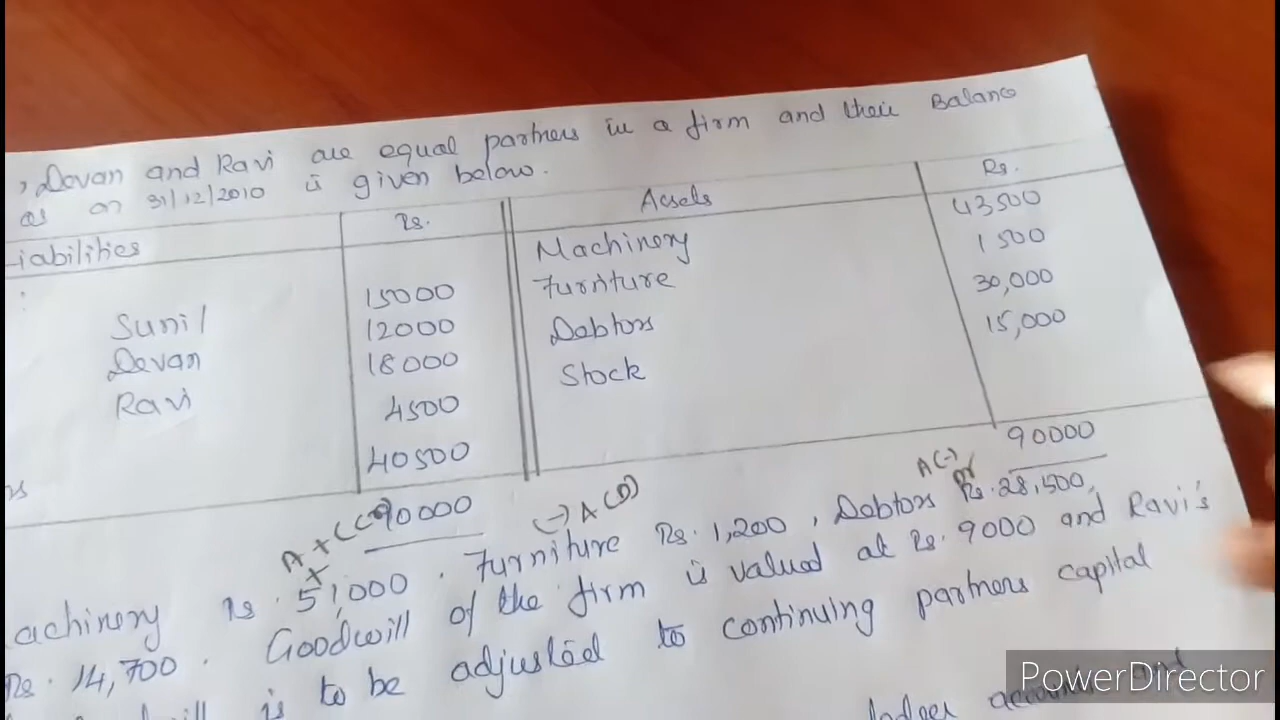 , Devan and Ravi are equal partners in a firm and their Balance
as on 31/12/2010 is given below.
Liabilities Rs. Assets Rs.
: Machinery 43500
Sunil 15000 Furniture 1500
Devan 12000 Debtors 30,000
Ravi 18000 Stock 15,000
4500
40500
90000 90000
A + (Cr) (-) A (D) A (-)
achinery Rs. 51,000. Furniture Rs. 1,200, Debtors Rs. 28,500,
Rs. 14,700. Goodwill of the firm is valued at Rs. 9000 and Ravi's
is to be adjusted to continuing partners capital
ledger
PowerDirector